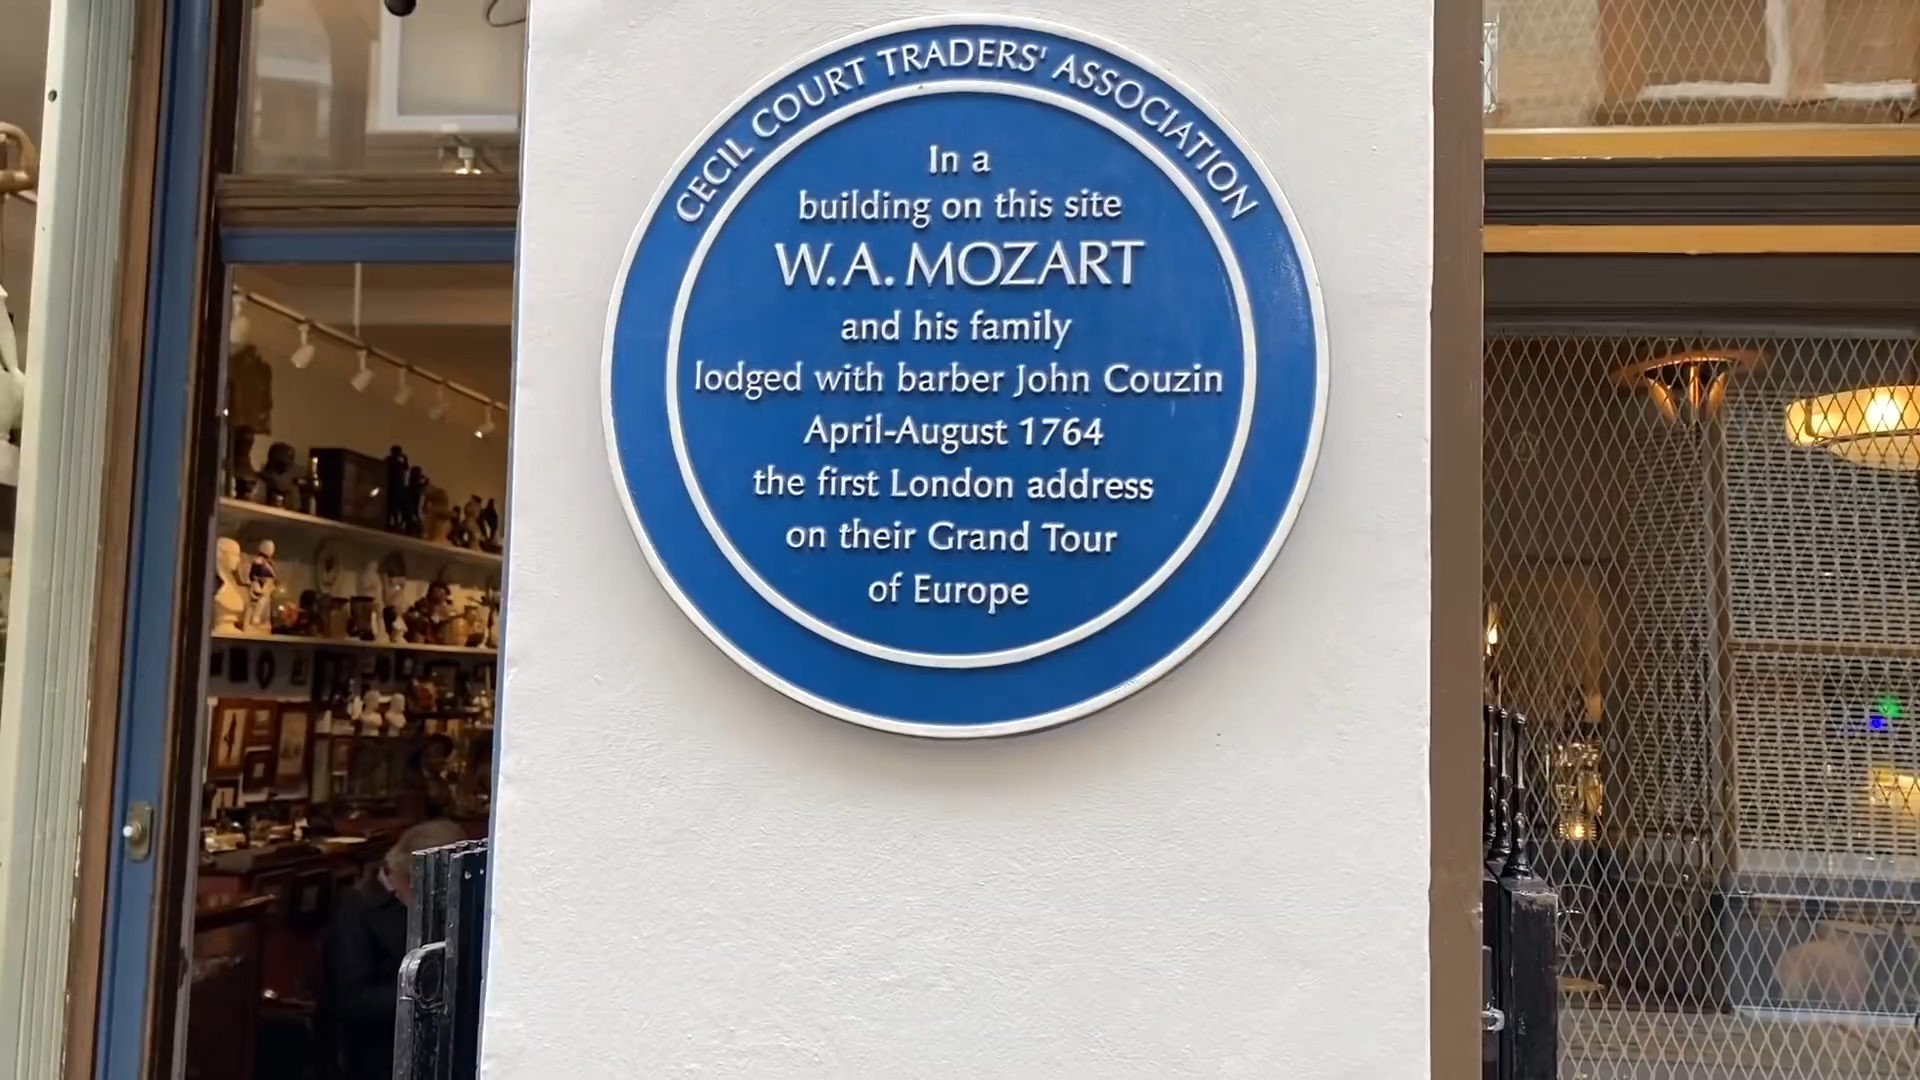 CECIL COURT TRADERS' ASSOCIATION
In a
building on this site
W.A. MOZART
and his family
lodged with barber John Couzin
April-August 1764
the first London address
on their Grand Tour
of Europe